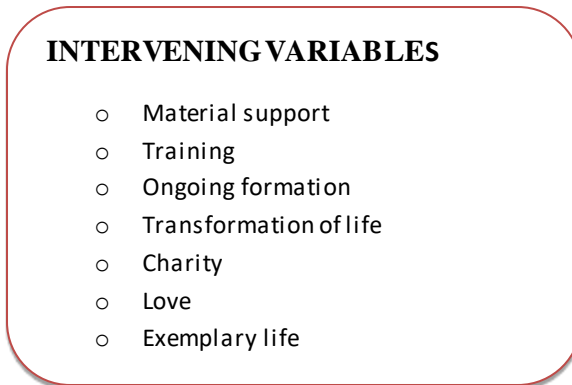 INTERVENING VARIABLES
o Material support
o Training
o Ongoing formation
o Transformation of life
o Charity
o Love
o Exemplary life